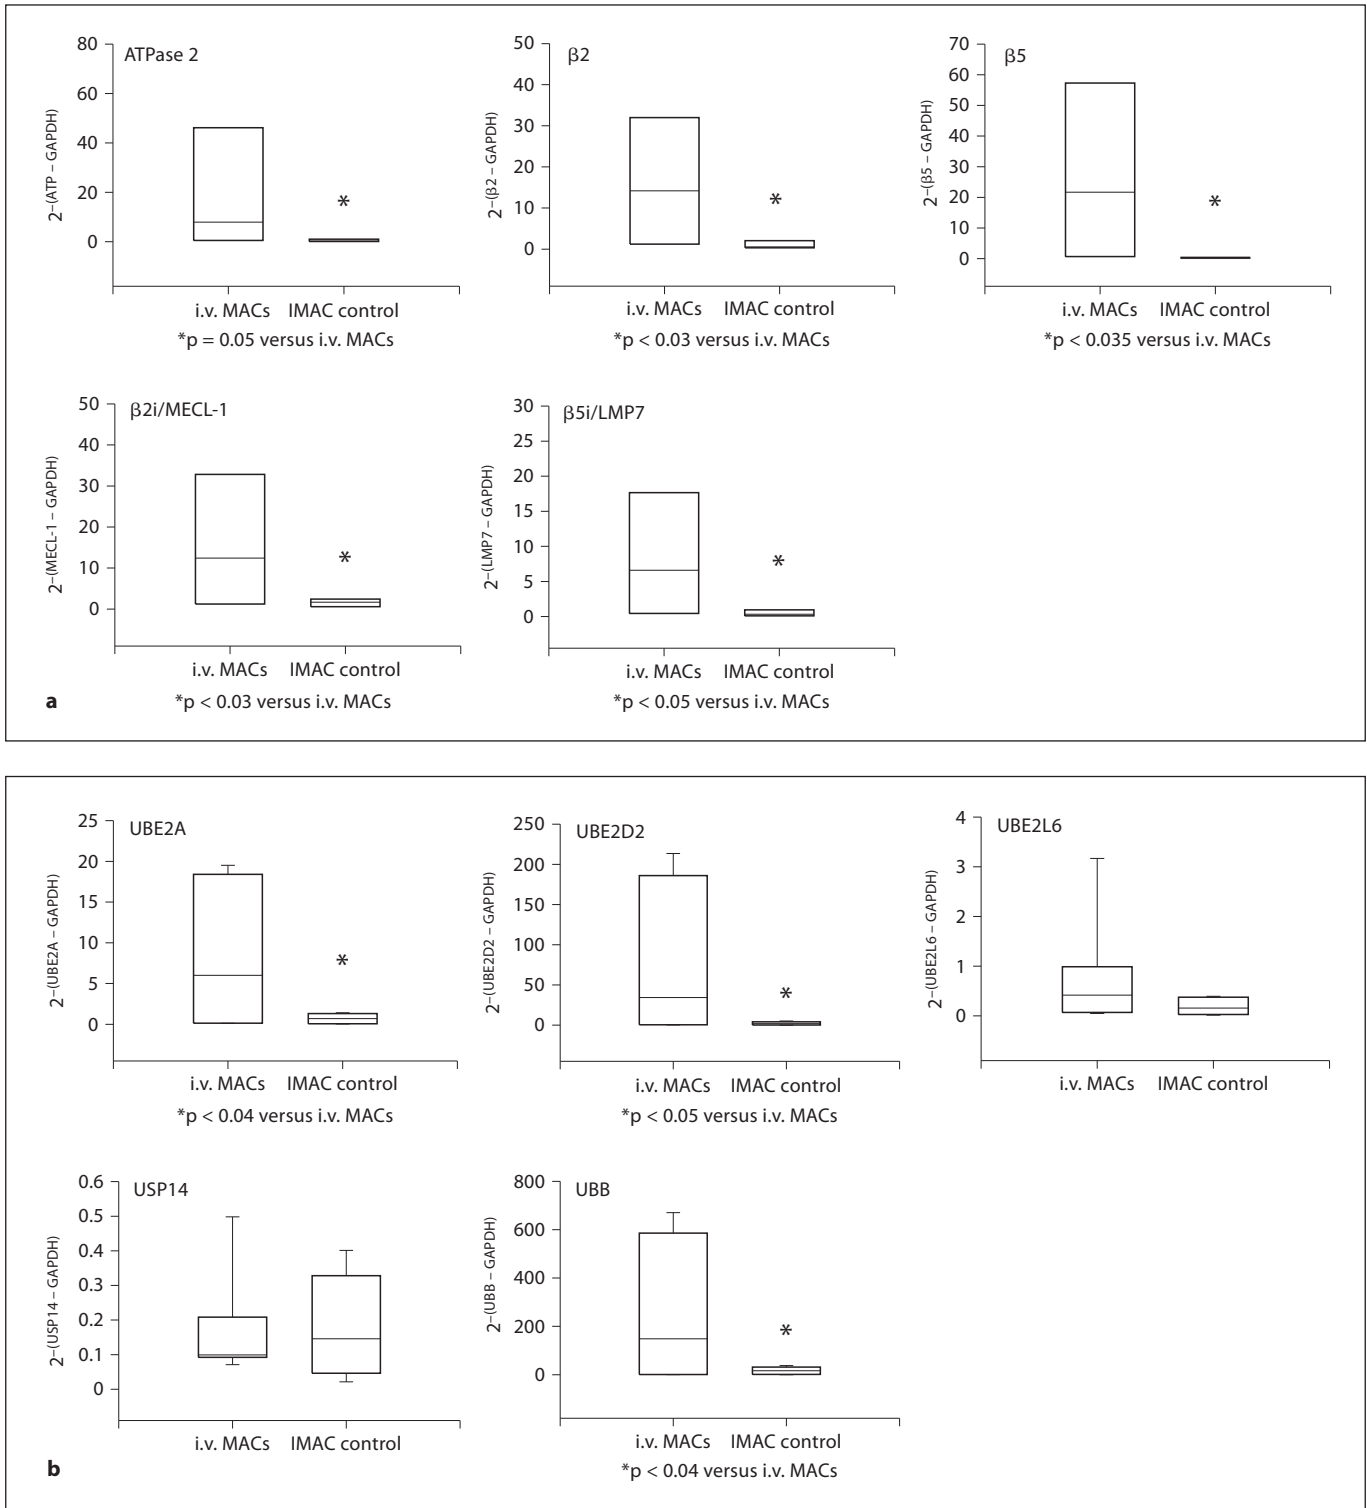 ATPase 2
80
60
40
20
0
2–(ATP – GAPDH)
*
i.v. MACs IMAC control
*p = 0.05 versus i.v. MACs
β2
50
40
30
20
10
0
2–(β2 – GAPDH)
*
i.v. MACs IMAC control
*p < 0.03 versus i.v. MACs
β5
70
60
50
40
30
20
10
0
2–(β5 – GAPDH)
*
i.v. MACs IMAC control
*p < 0.035 versus i.v. MACs
β2i/MECL-1
50
40
30
20
10
0
2–(MECL-1 – GAPDH)
*
i.v. MACs IMAC control
*p < 0.03 versus i.v. MACs
β5i/LMP7
30
25
20
15
10
5
0
2–(LMP7 – GAPDH)
*
i.v. MACs IMAC control
*p < 0.05 versus i.v. MACs
a
UBE2A
25
20
15
10
5
0
2–(UBE2A – GAPDH)
*
i.v. MACs IMAC control
*p < 0.04 versus i.v. MACs
UBE2D2
250
200
150
100
50
0
2–(UBE2D2 – GAPDH)
*
i.v. MACs IMAC control
*p < 0.05 versus i.v. MACs
UBE2L6
4
3
2
1
0
2–(UBE2L6 – GAPDH)
i.v. MACs IMAC control
USP14
0.6
0.5
0.4
0.3
0.2
0.1
0
2–(USP14 – GAPDH)
i.v. MACs IMAC control
UBB
800
600
400
200
0
2–(UBB – GAPDH)
*
i.v. MACs IMAC control
*p < 0.04 versus i.v. MACs
b